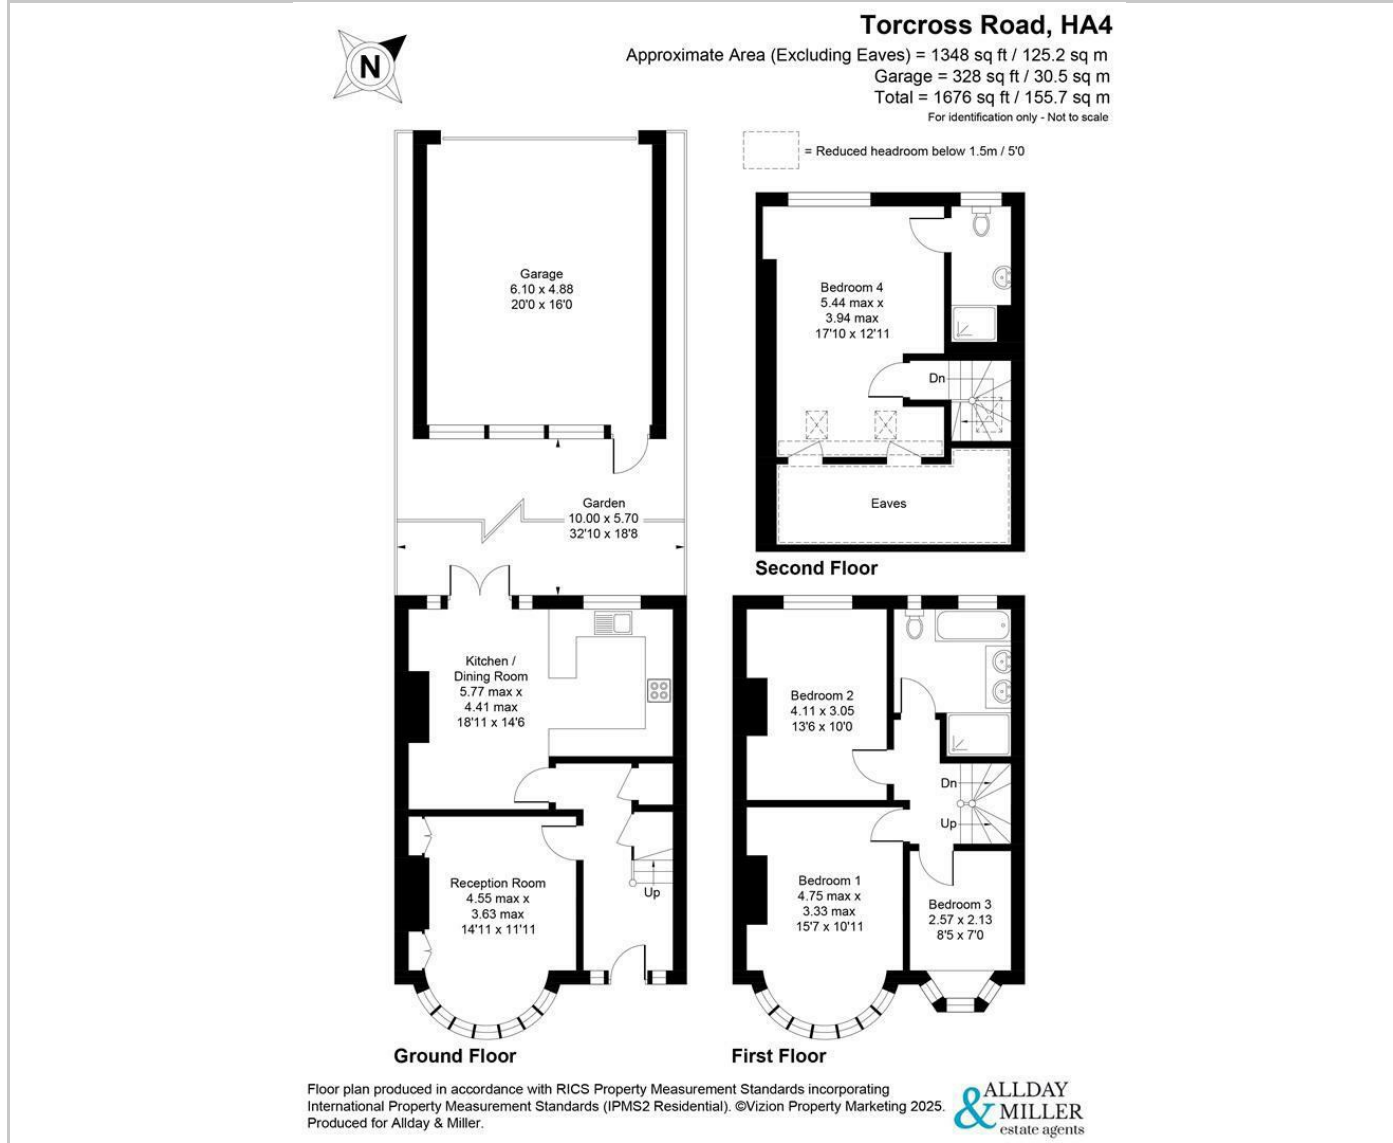 Torcross Road, HA4
Approximate Area (Excluding Eaves) = 1348 sq ft / 125.2 sq m
Garage = 328 sq ft / 30.5 sq m
Total = 1676 sq ft / 155.7 sq m
For identification only - Not to scale
= Reduced headroom below 1.5m / 5'0
N
Garage
6.10 x 4.88
20'0 x 16'0
Garden
10.00 x 5.70
32'10 x 18'8
Kitchen /
Dining Room
5.77 max x
4.41 max
18'11 x 14'6
Reception Room
4.55 max x
3.63 max
14'11 x 11'11
Up
Ground Floor
Bedroom 4
5.44 max x
3.94 max
17'10 x 12'11
Dn
Eaves
Second Floor
Bedroom 2
4.11 x 3.05
13'6 x 10'0
Dn
Up
Bedroom 1
4.75 max x
3.33 max
15'7 x 10'11
Bedroom 3
2.57 x 2.13
8'5 x 7'0
First Floor
Floor plan produced in accordance with RICS Property Measurement Standards incorporating
International Property Measurement Standards (IPMS2 Residential). ©Vizion Property Marketing 2025.
Produced for Allday & Miller.
ALLDAY
& MILLER
estate agents